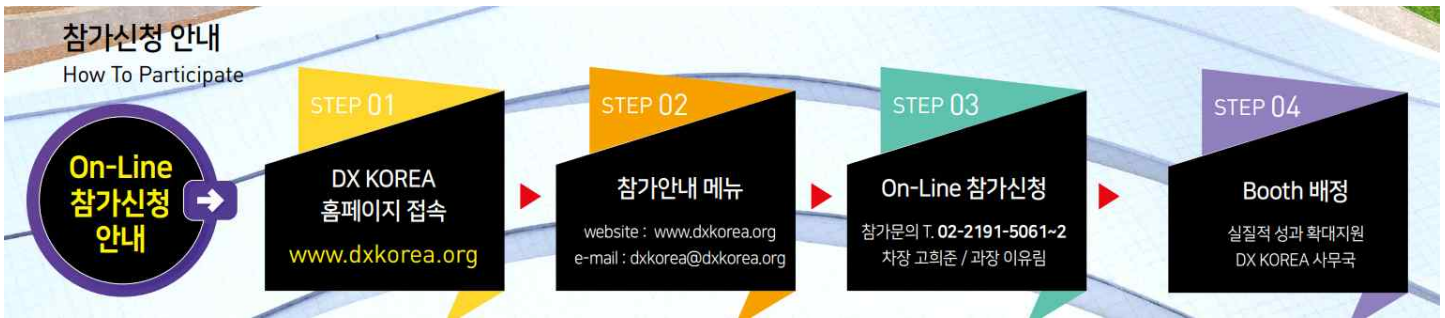 참가신청 안내
How To Participate
On-Line
참가신청
안내
STEP 01
DX KOREA
홈페이지 접속
www.dxkorea.org
STEP 02
참가안내 메뉴
website : www.dxkorea.org
e-mail : dxkorea@dxkorea.org
STEP 03
On-Line 참가신청
참가문의 T. 02-2191-5061~2
차장 고희준 / 과장 이유림
STEP 04
Booth 배정
실질적 성과 확대지원
DX KOREA 사무국